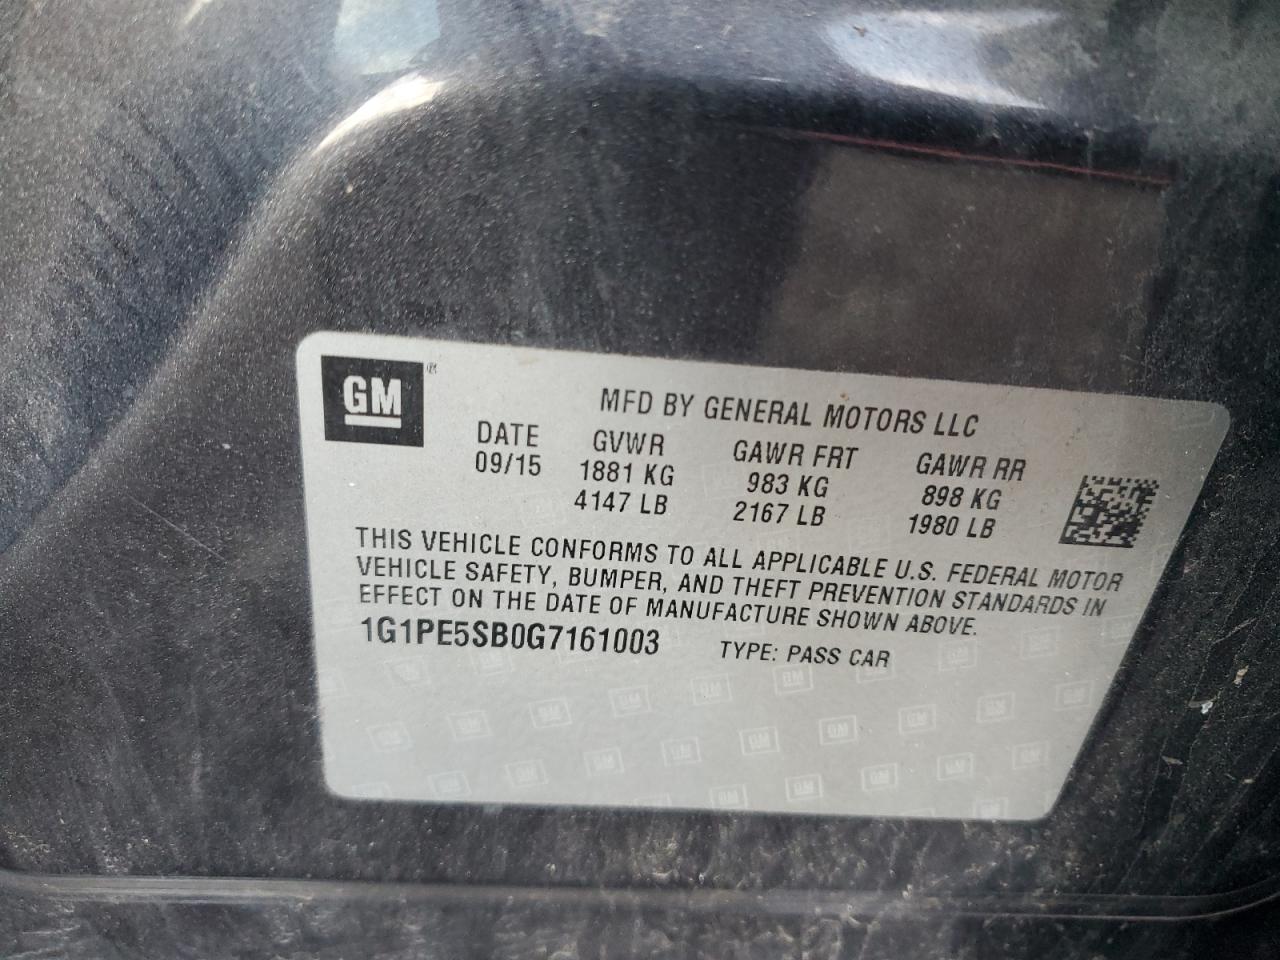 GM®
MFD BY GENERAL MOTORS LLC
DATE GVWR GAWR FRT GAWR RR
09/15 1881 KG 983 KG 898 KG
4147 LB 2167 LB 1980 LB
THIS VEHICLE CONFORMS TO ALL APPLICABLE U.S. FEDERAL MOTOR
VEHICLE SAFETY, BUMPER, AND THEFT PREVENTION STANDARDS IN
EFFECT ON THE DATE OF MANUFACTURE SHOWN ABOVE.
1G1PE5SB0G7161003 TYPE: PASS CAR